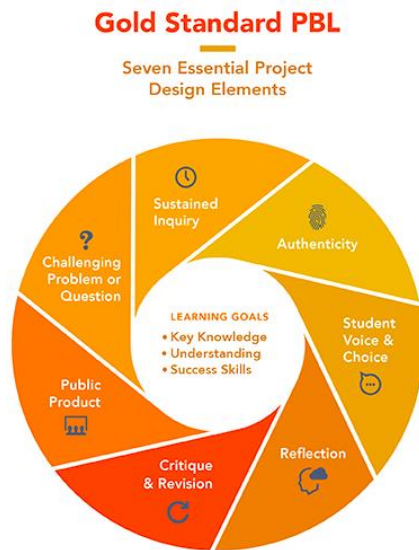 Gold Standard PBL
Seven Essential Project
Design Elements
Sustained
Inquiry
Authenticity
?
Challenging
Problem or
Question
LEARNING GOALS
• Key Knowledge
• Understanding
• Success Skills
Student
Voice &
Choice
Public
Product
Reflection
Critique
& Revision